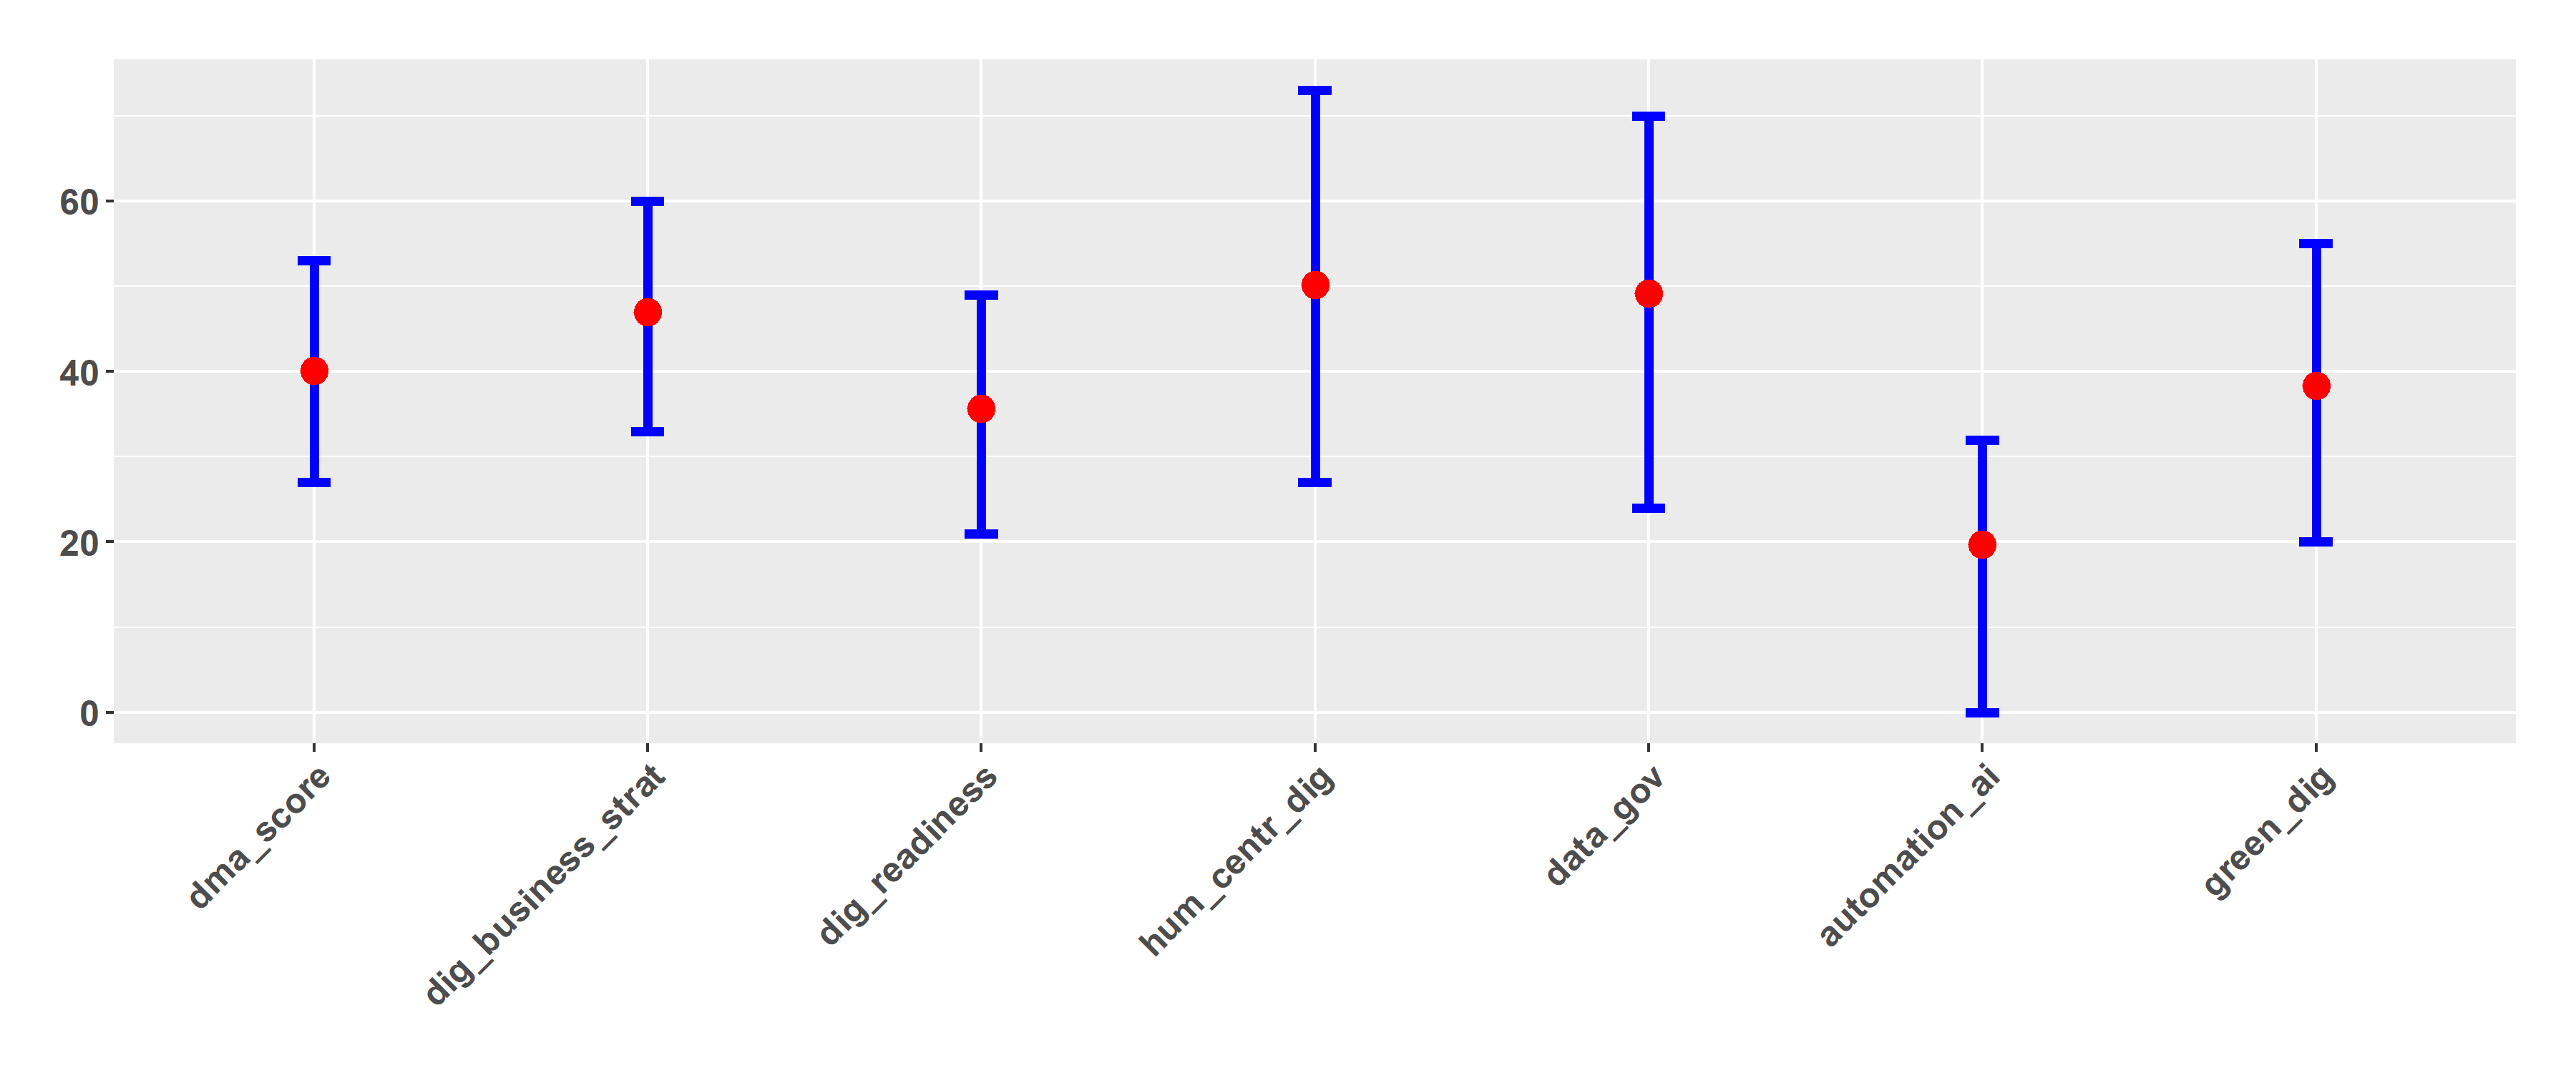 60
40
20
0
dma_score
dig_business_strat
dig_readiness
hum_centr_dig
data_gov
automation_ai
green_dig